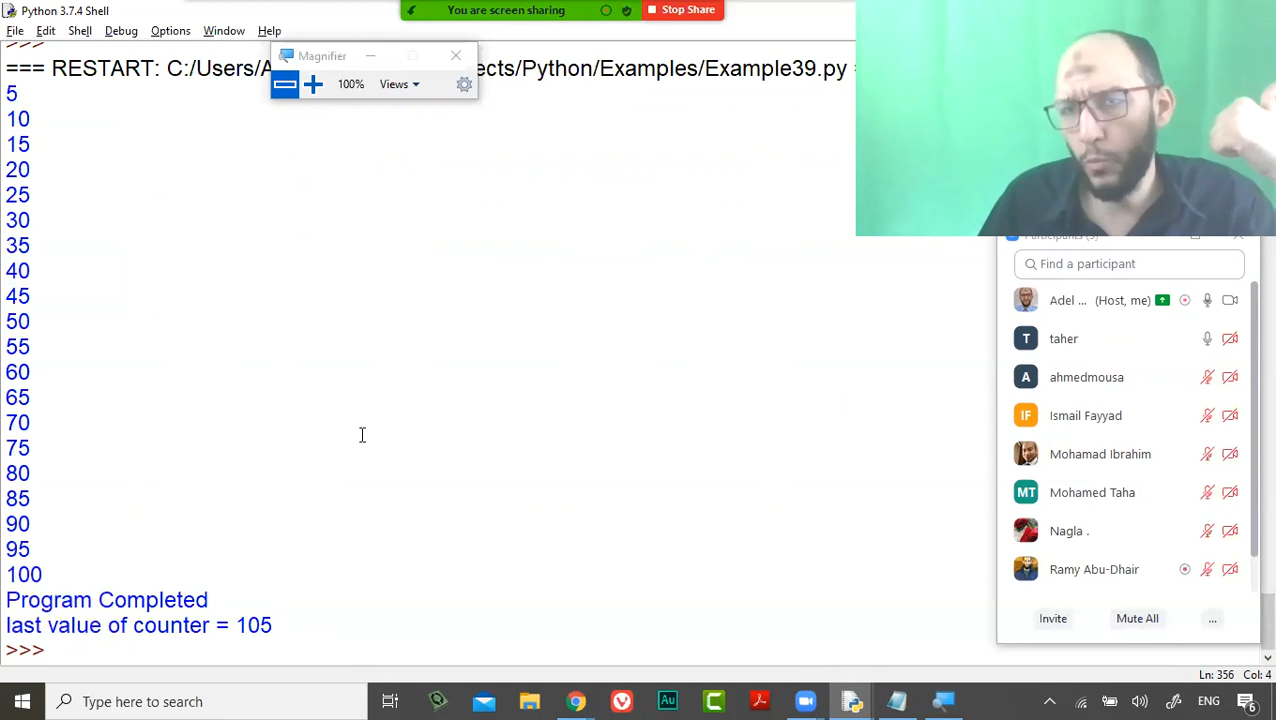 Python 3.7.4 Shell
You are screen sharing
Stop Share
File Edit Shell Debug Options Window Help
Magnifier
100% Views
>>>
=== RESTART: C:/Users/A ects/Python/Examples/Example39.py
5
10
15
20
25
30
35
40
45
50
55
60
65
70
75
80
85
90
95
100
Program Completed
last value of counter = 105
>>>
Find a participant
Adel ... (Host, me)
T taher
A ahmedmousa
IF Ismail Fayyad
Mohamad Ibrahim
MT Mohamed Taha
Nagla .
Ramy Abu-Dhair
Invite Mute All ...
Ln: 356 Col: 4
Type here to search
Au
ENG
6